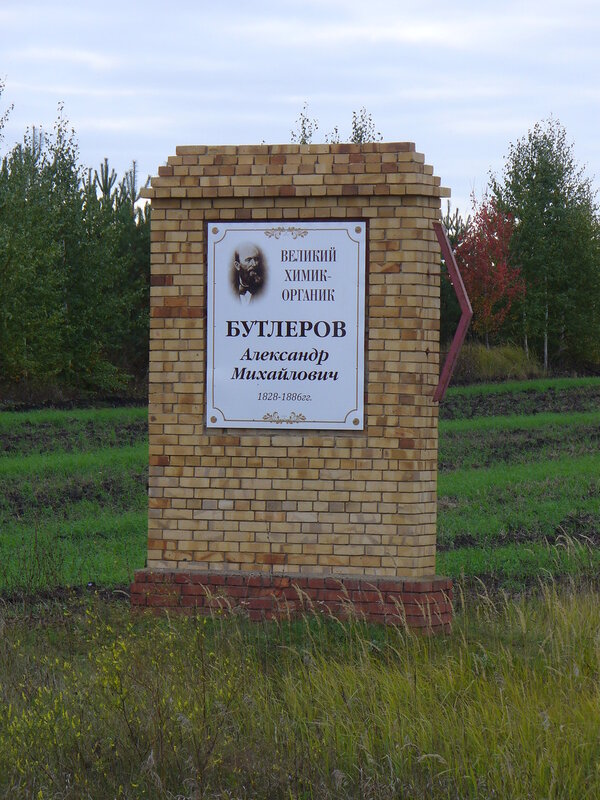 ВЕЛИКИЙ
ХИМИК-
ОРГАНИК
БУТЛЕРОВ
Александр
Михайлович
1828-1886гг.